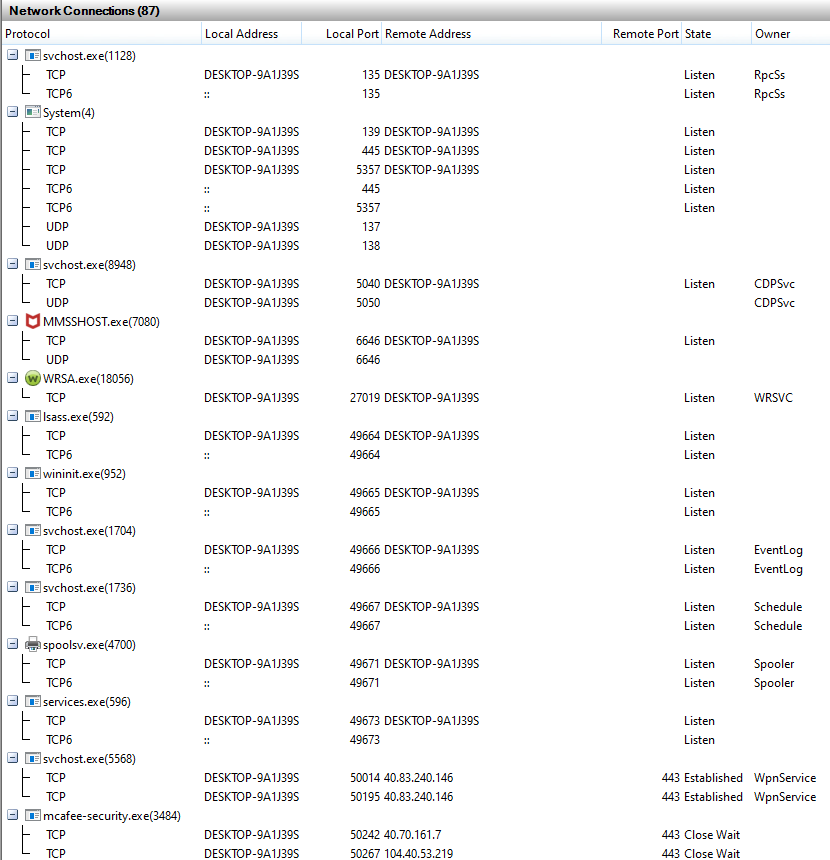 Network Connections (87)
Protocol Local Address Local Port Remote Address Remote Port State Owner
svchost.exe(1128)
TCP DESKTOP-9A1J39S 135 DESKTOP-9A1J39S Listen RpcSs
TCP6 :: 135 Listen RpcSs
System(4)
TCP DESKTOP-9A1J39S 139 DESKTOP-9A1J39S Listen
TCP DESKTOP-9A1J39S 445 DESKTOP-9A1J39S Listen
TCP DESKTOP-9A1J39S 5357 DESKTOP-9A1J39S Listen
TCP6 :: 445 Listen
TCP6 :: 5357 Listen
UDP DESKTOP-9A1J39S 137
UDP DESKTOP-9A1J39S 138
svchost.exe(8948)
TCP DESKTOP-9A1J39S 5040 DESKTOP-9A1J39S Listen CDPSvc
UDP DESKTOP-9A1J39S 5050 CDPSvc
MMSSHOST.exe(7080)
TCP DESKTOP-9A1J39S 6646 DESKTOP-9A1J39S Listen
UDP DESKTOP-9A1J39S 6646
W WRSA.exe(18056)
TCP DESKTOP-9A1J39S 27019 DESKTOP-9A1J39S Listen WRSVC
lsass.exe(592)
TCP DESKTOP-9A1J39S 49664 DESKTOP-9A1J39S Listen
TCP6 :: 49664 Listen
wininit.exe(952)
TCP DESKTOP-9A1J39S 49665 DESKTOP-9A1J39S Listen
TCP6 :: 49665 Listen
svchost.exe(1704)
TCP DESKTOP-9A1J39S 49666 DESKTOP-9A1J39S Listen EventLog
TCP6 :: 49666 Listen EventLog
svchost.exe(1736)
TCP DESKTOP-9A1J39S 49667 DESKTOP-9A1J39S Listen Schedule
TCP6 :: 49667 Listen Schedule
spoolsv.exe(4700)
TCP DESKTOP-9A1J39S 49671 DESKTOP-9A1J39S Listen Spooler
TCP6 :: 49671 Listen Spooler
services.exe(596)
TCP DESKTOP-9A1J39S 49673 DESKTOP-9A1J39S Listen
TCP6 :: 49673 Listen
svchost.exe(5568)
TCP DESKTOP-9A1J39S 50014 40.83.240.146 443 Established WpnService
TCP DESKTOP-9A1J39S 50195 40.83.240.146 443 Established WpnService
mcafee-security.exe(3484)
TCP DESKTOP-9A1J39S 50242 40.70.161.7 443 Close Wait
TCP DESKTOP-9A1J39S 50267 104.40.53.219 443 Close Wait